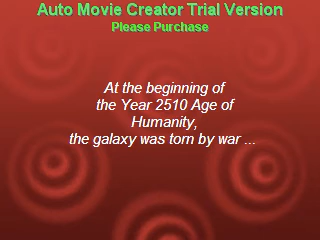 Auto Movie Creator Trial Version
Please Purchase
At the beginning of
the Year 2510 Age of
Humanity,
the galaxy was torn by war ...